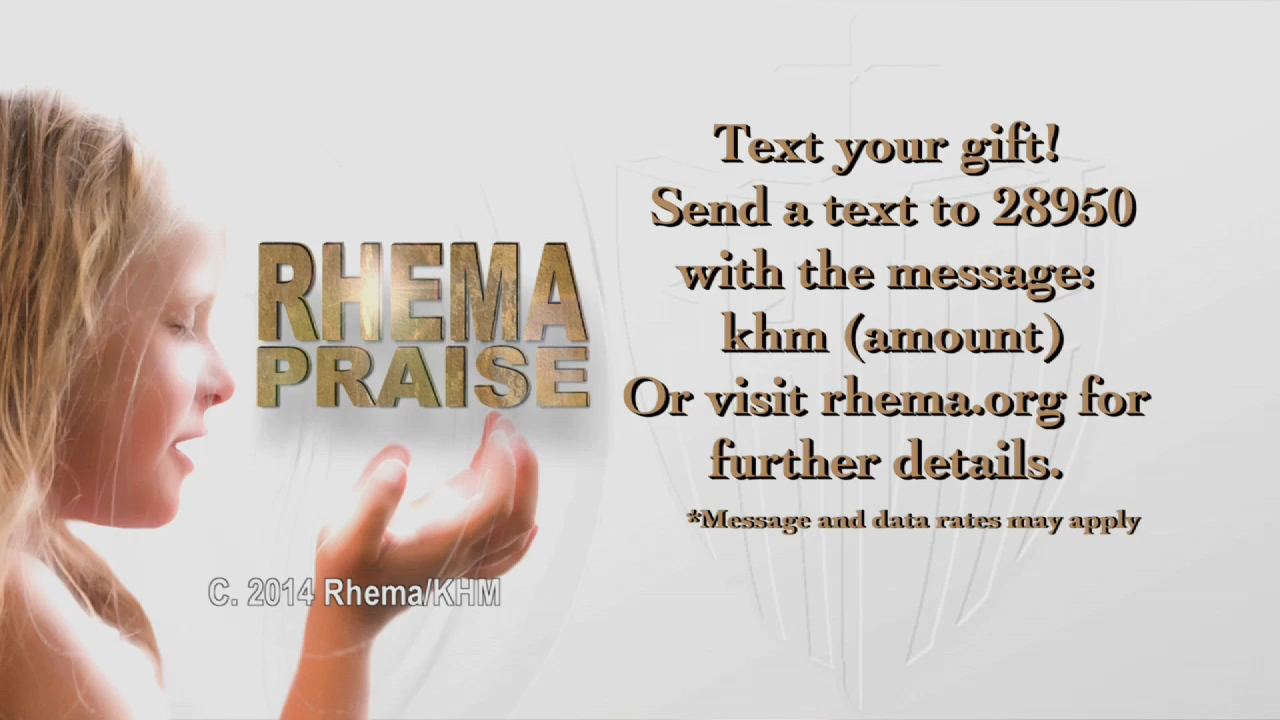 RHEMA
PRAISE
Text your gift!
Send a text to 28950
with the message:
khm (amount)
Or visit rhema.org for
further details.
*Message and data rates may apply
C. 2014 Rhema/KHM